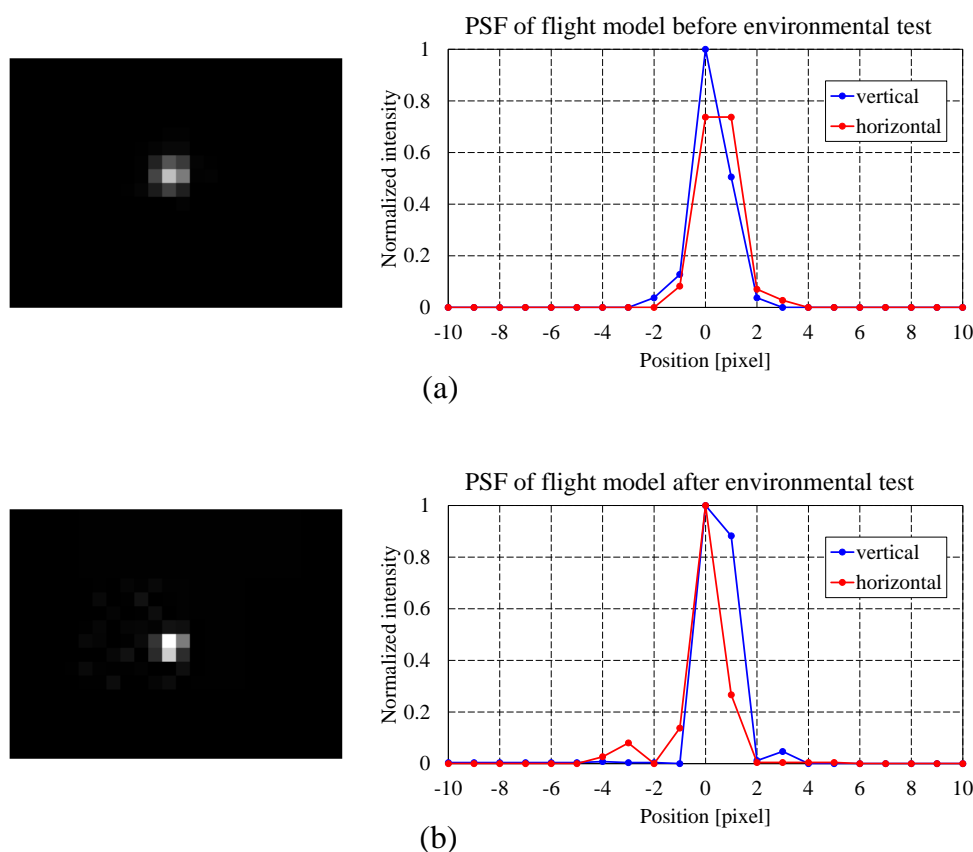 PSF of flight model before environmental test
Normalized intensity
1
0.8
0.6
0.4
0.2
0
vertical
horizontal
-10 -8 -6 -4 -2 0 2 4 6 8 10
Position [pixel]
(a)
PSF of flight model after environmental test
Normalized intensity
1
0.8
0.6
0.4
0.2
0
vertical
horizontal
-10 -8 -6 -4 -2 0 2 4 6 8 10
Position [pixel]
(b)